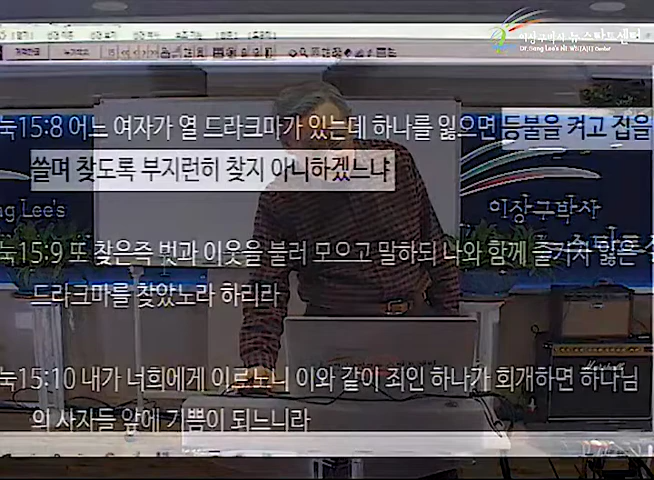 이상구박사 뉴스타트센터
Dr. Sang Lee's NEWSTART Center
눅15:8 어느 여자가 열 드라크마가 있는데 하나를 잃으면 등불을 켜고 집을
쓸며 찾도록 부지런히 찾지 아니하겠느냐
ng Lee's
이상구박사
눅15:9 또 찾은즉 벗과 이웃을 불러 모으고 말하되 나와 함께 즐기자 잃은
드라크마를 찾았노라 하리라
눅15:10 내가 너희에게 이르노니 이와 같이 죄인 하나가 회개하면 하나님
의 사자들 앞에 기쁨이 되느니라
Marshall